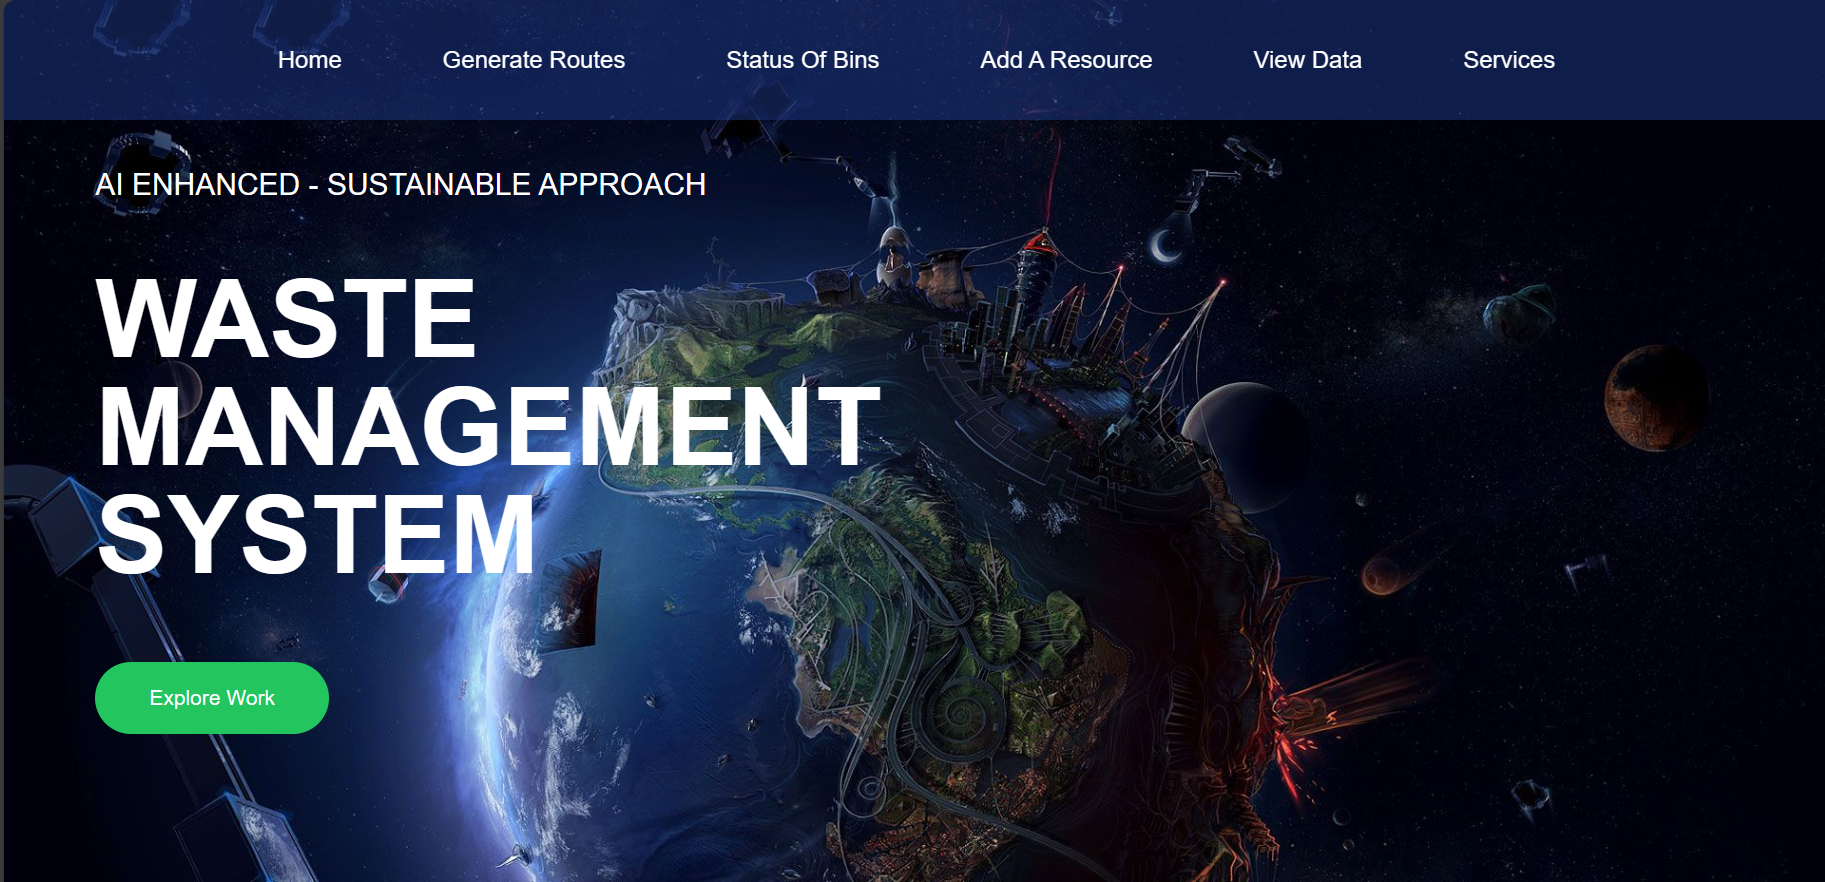 Home Generate Routes Status Of Bins Add A Resource View Data Services
AI ENHANCED - SUSTAINABLE APPROACH
WASTE
MANAGEMENT
SYSTEM
Explore Work